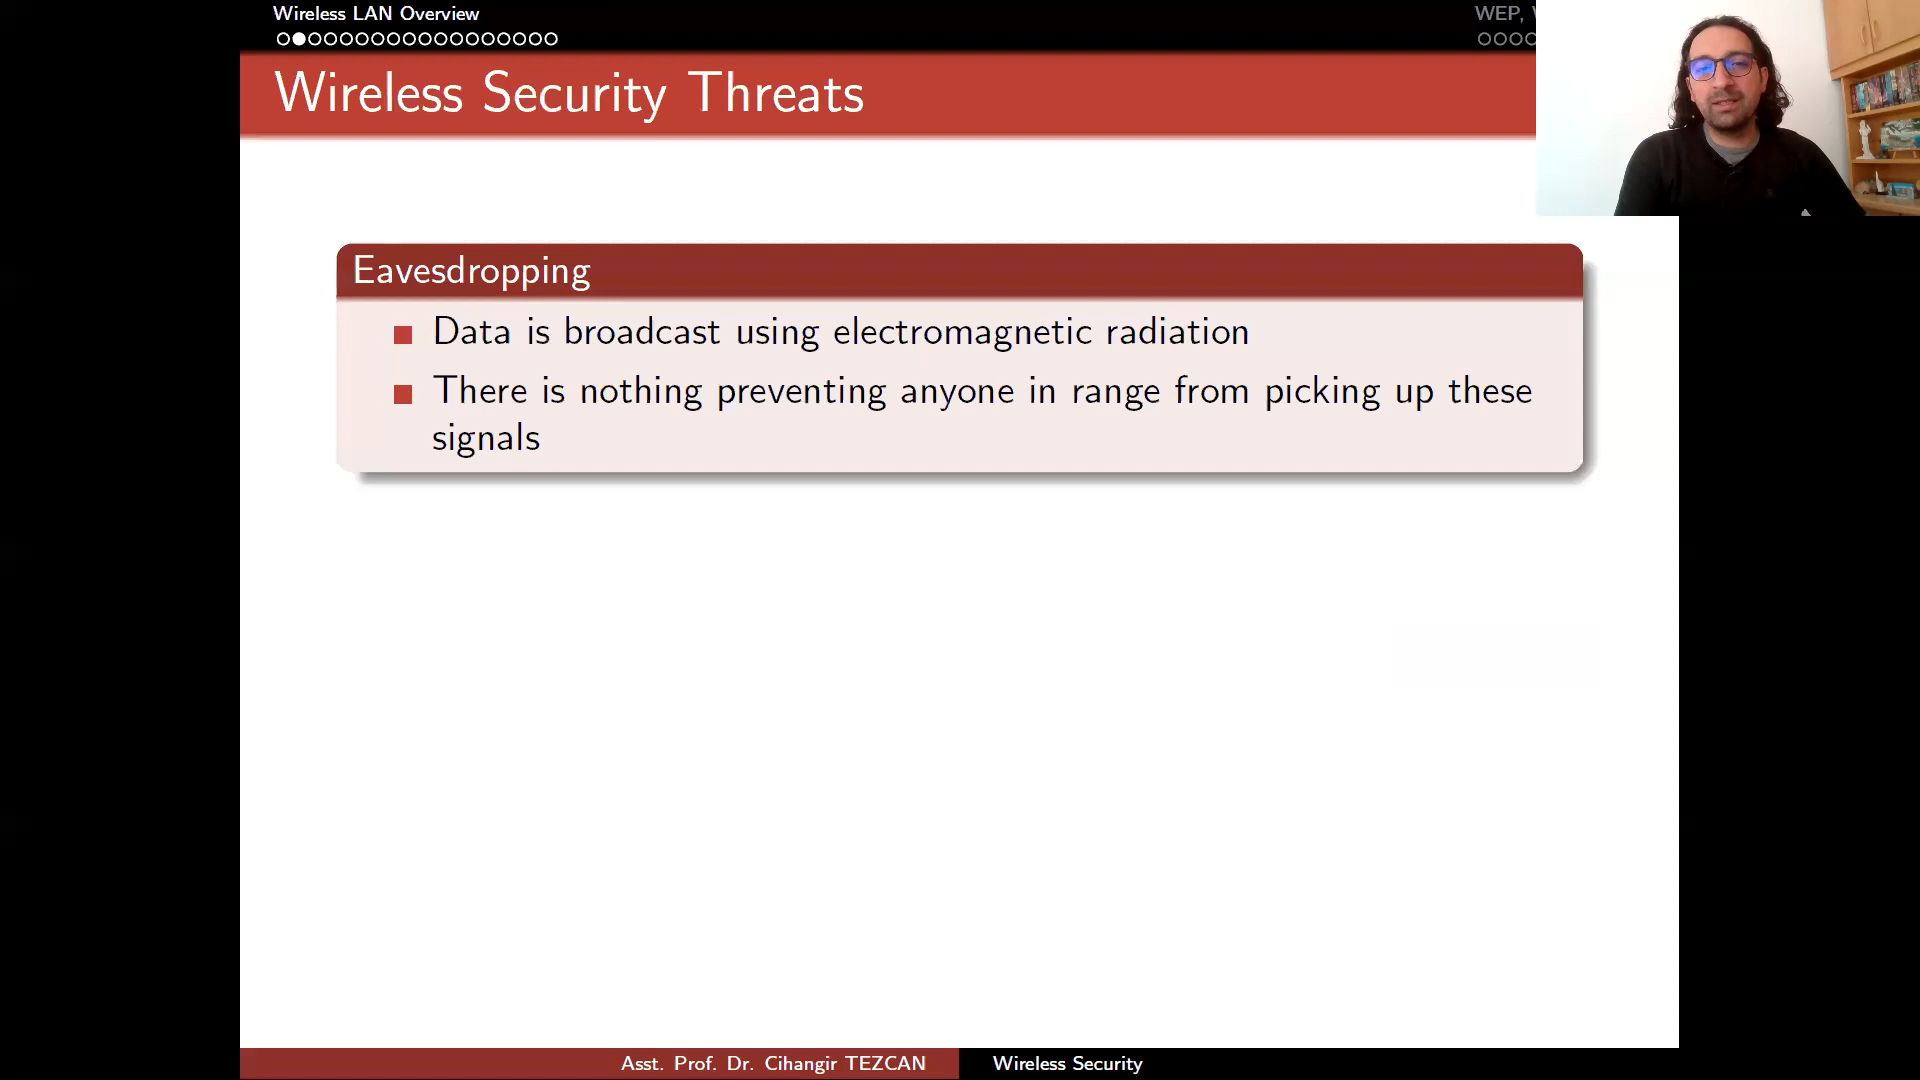 Wireless LAN Overview
WEP,
Wireless Security Threats
Eavesdropping
Data is broadcast using electromagnetic radiation
There is nothing preventing anyone in range from picking up these
signals
Asst. Prof. Dr. Cihangir TEZCAN
Wireless Security